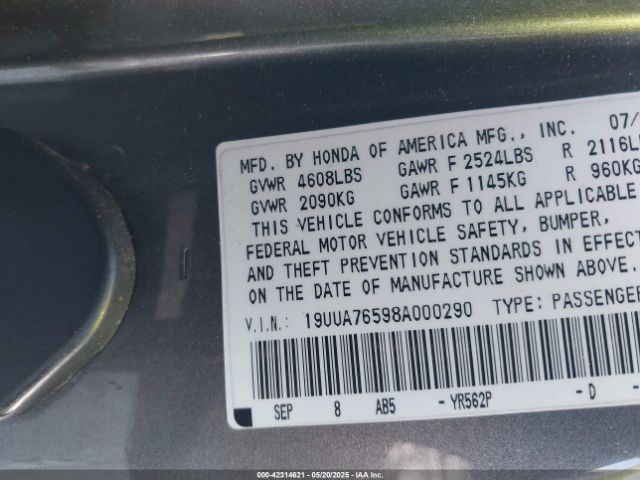 MFD. BY HONDA OF AMERICA MFG., INC. 07/
GVWR 4608LBS GAWR F 2524LBS R 2116L
GVWR 2090KG GAWR F 1145KG R 960KG
THIS VEHICLE CONFORMS TO ALL APPLICABLE
FEDERAL MOTOR VEHICLE SAFETY, BUMPER,
AND THEFT PREVENTION STANDARDS IN EFFECT
ON THE DATE OF MANUFACTURE SHOWN ABOVE.
V.I.N.: 19UUA76598A000290 TYPE: PASSENGER
SEP 8 AB5 -YR562P -D -
00-42314621 | 05/20/2025 | IAAI, Inc.